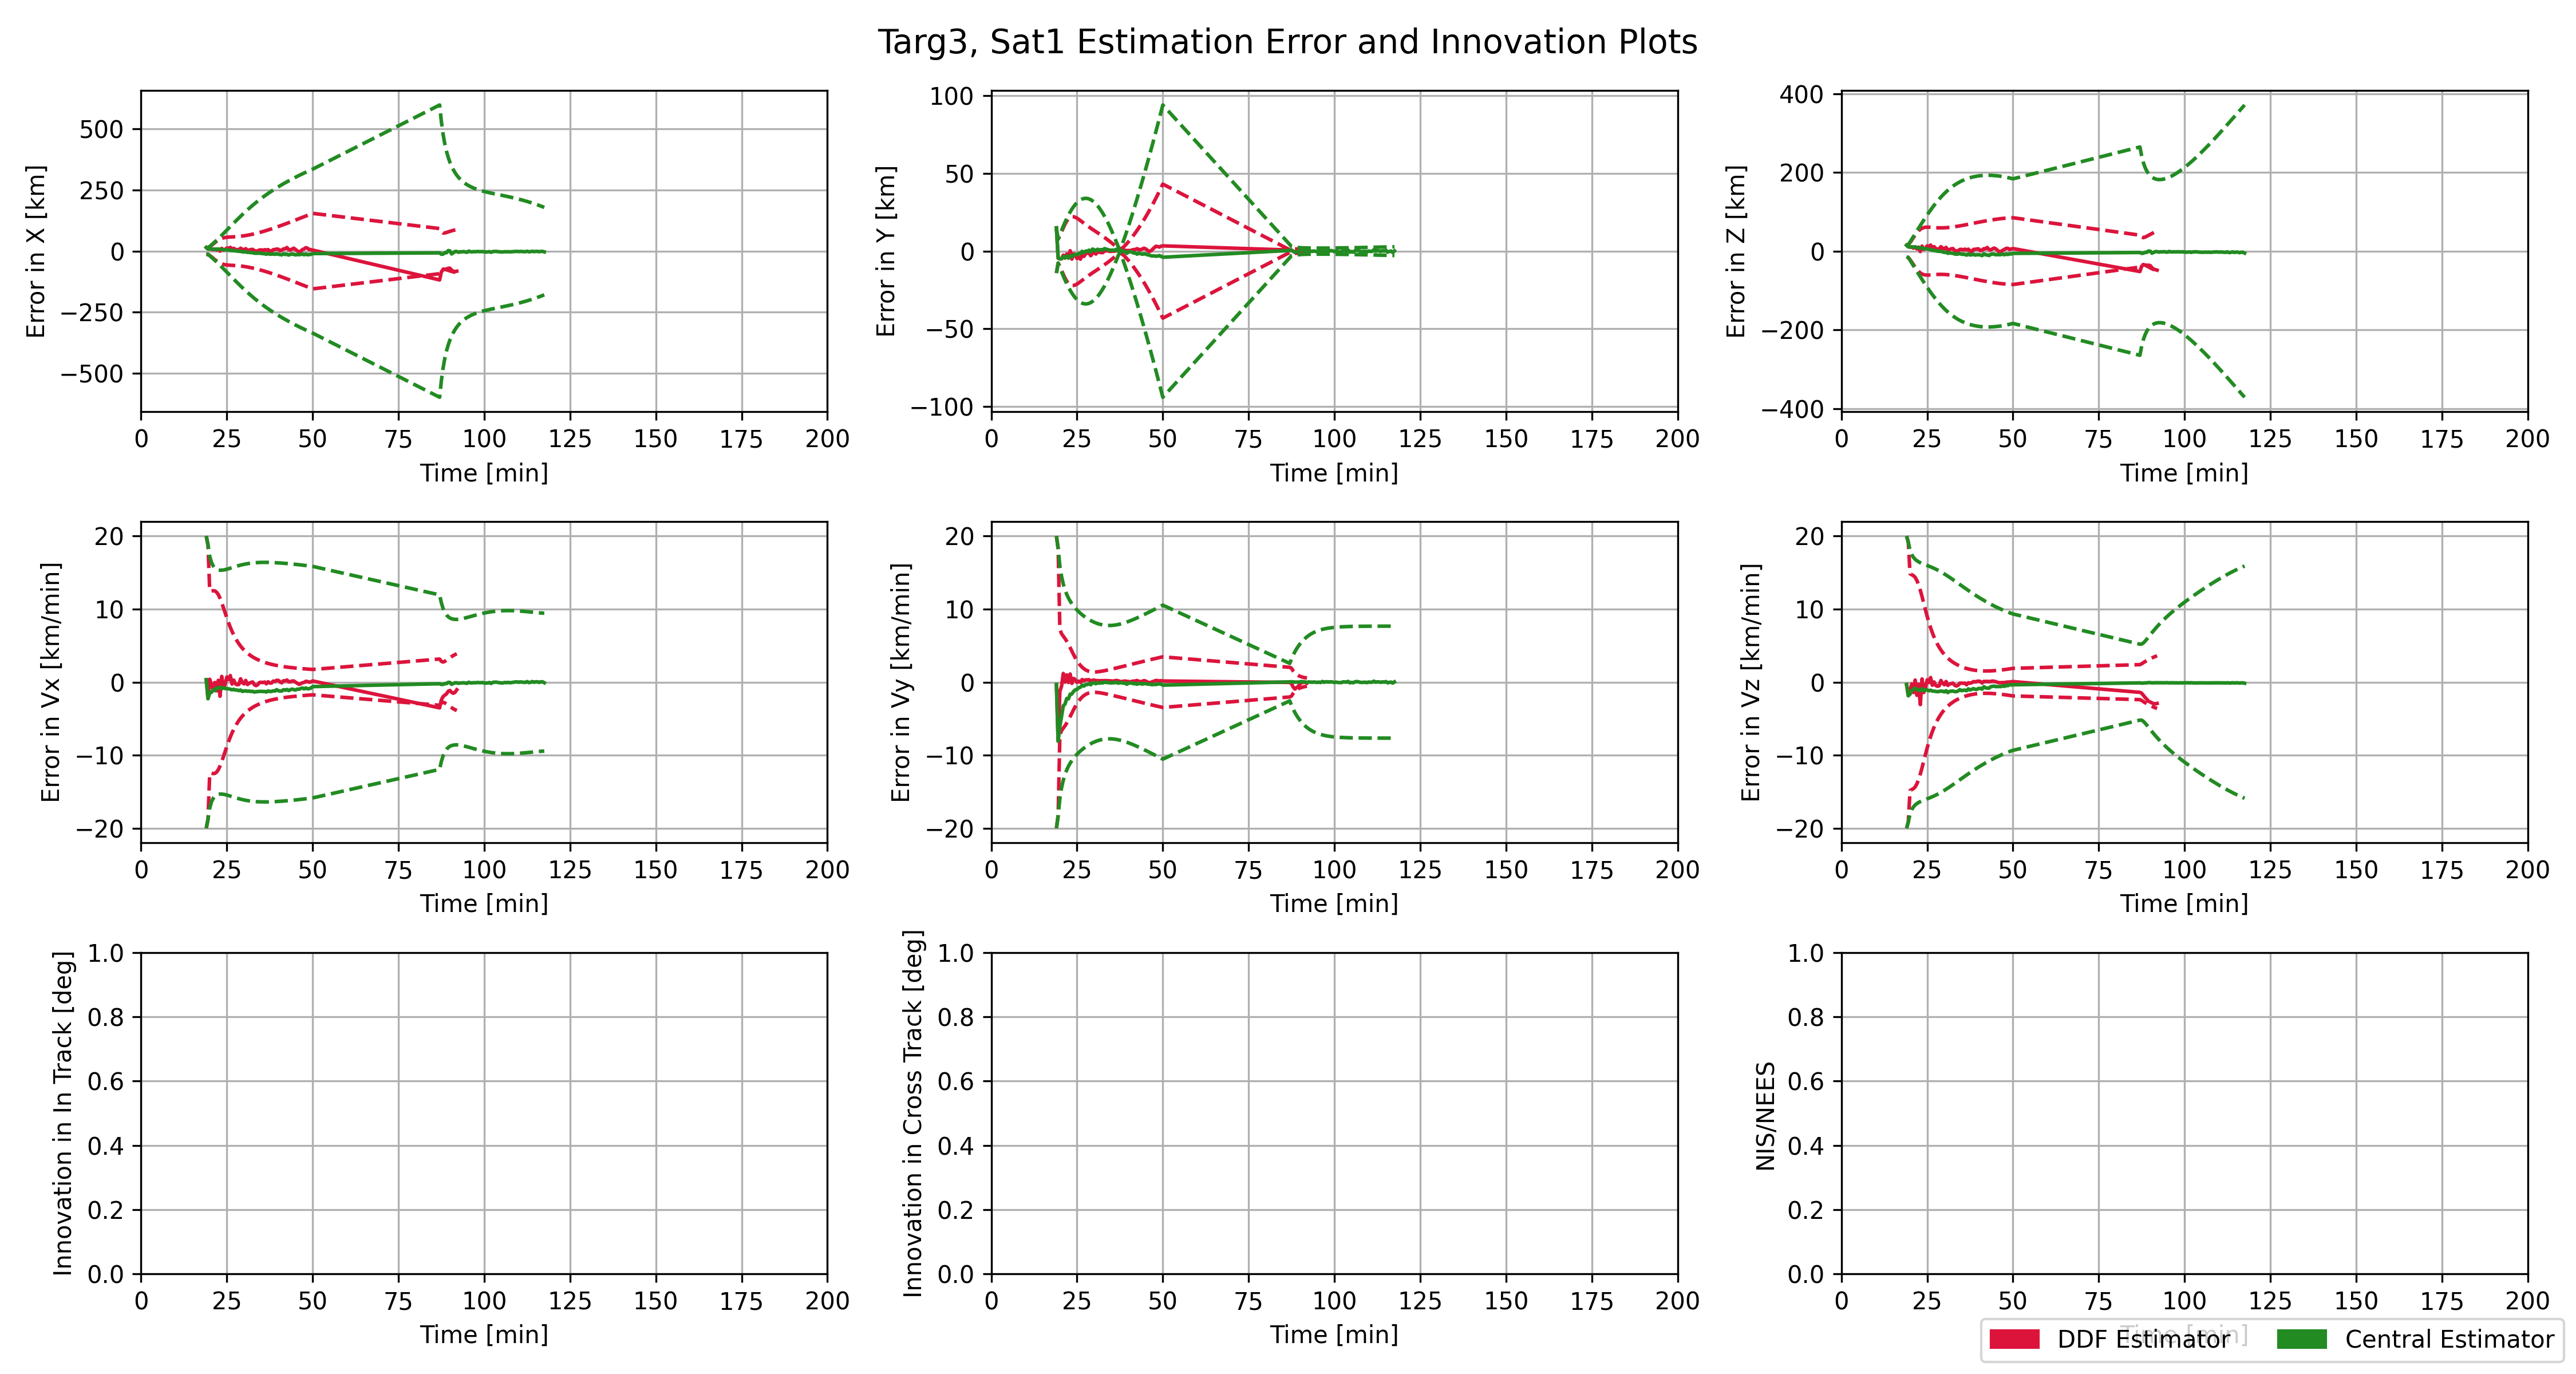 Targ3, Sat1 Estimation Error and Innovation Plots
Error in X [km]
500
250
0
−250
−500
0 25 50 75 100 125 150 175 200
Time [min]
Error in Y [km]
100
50
0
−50
−100
0 25 50 75 100 125 150 175 200
Time [min]
Error in Z [km]
400
200
0
−200
−400
0 25 50 75 100 125 150 175 200
Time [min]
Error in Vx [km/min]
20
10
0
−10
−20
0 25 50 75 100 125 150 175 200
Time [min]
Error in Vy [km/min]
20
10
0
−10
−20
0 25 50 75 100 125 150 175 200
Time [min]
Error in Vz [km/min]
20
10
0
−10
−20
0 25 50 75 100 125 150 175 200
Time [min]
Innovation in In Track [deg]
1.0
0.8
0.6
0.4
0.2
0.0
0 25 50 75 100 125 150 175 200
Time [min]
Innovation in Cross Track [deg]
1.0
0.8
0.6
0.4
0.2
0.0
0 25 50 75 100 125 150 175 200
Time [min]
NIS/NEES
1.0
0.8
0.6
0.4
0.2
0.0
0 25 50 75 100 125 150 175 200
Time [min]
DDF Estimator Central Estimator